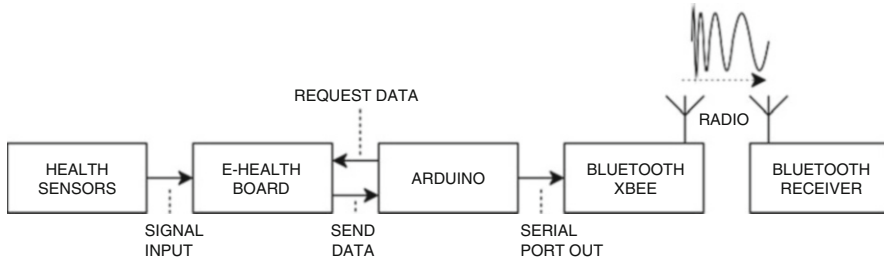 REQUEST DATA
RADIO
HEALTH
SENSORS
E-HEALTH
BOARD
ARDUINO
BLUETOOTH
XBEE
BLUETOOTH
RECEIVER
SIGNAL
INPUT
SEND
DATA
SERIAL
PORT OUT